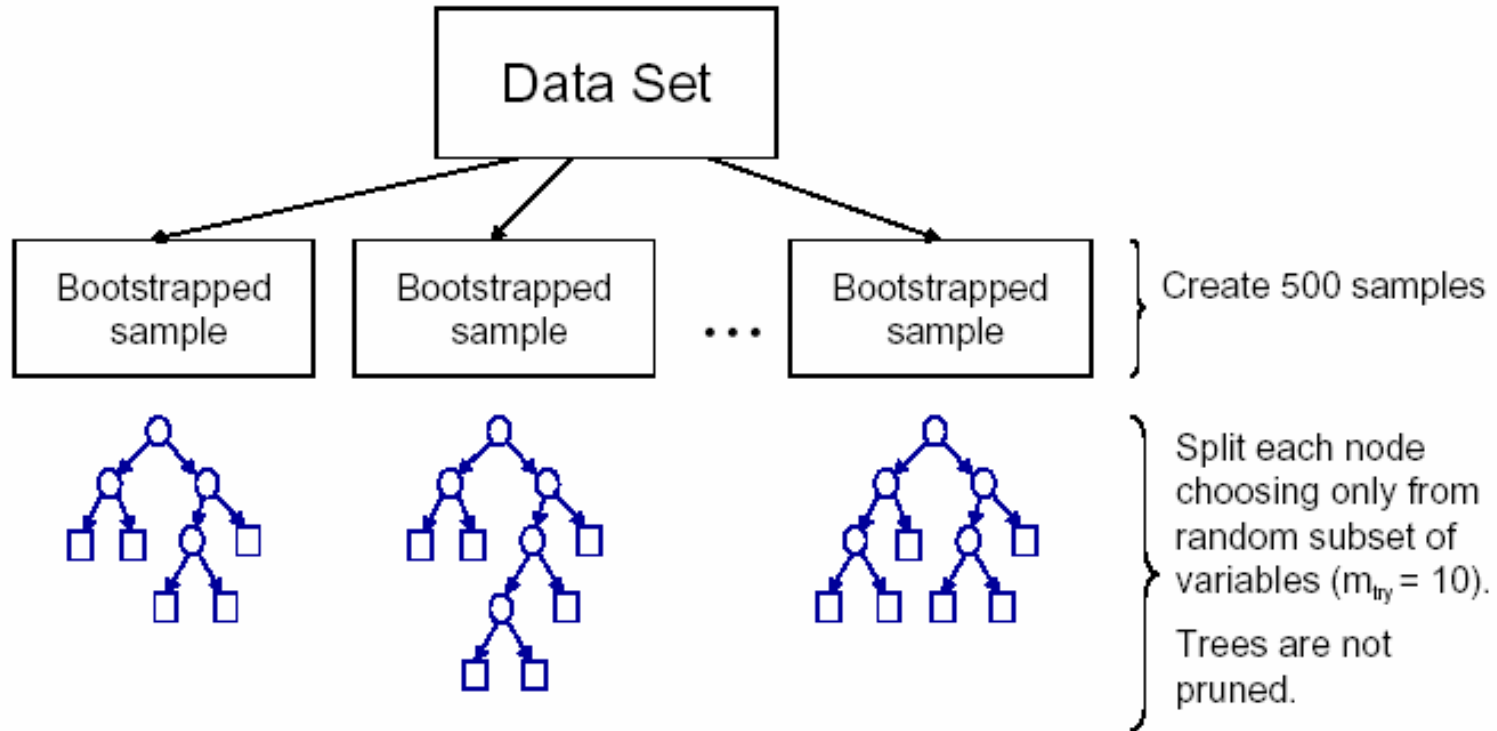 Data Set
Bootstrapped
sample
Bootstrapped
sample
...
Bootstrapped
sample
Create 500 samples
Split each node
choosing only from
random subset of
variables (m_try = 10).
Trees are not
pruned.